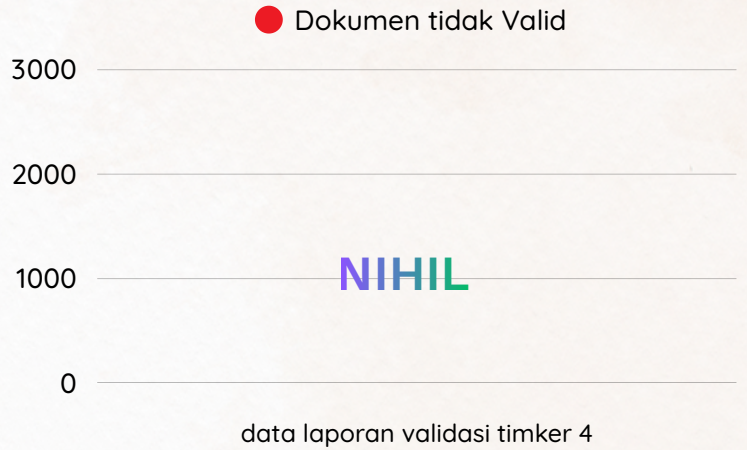 Dokumen tidak Valid
3000
2000
1000
NIHIL
0
data laporan validasi timker 4